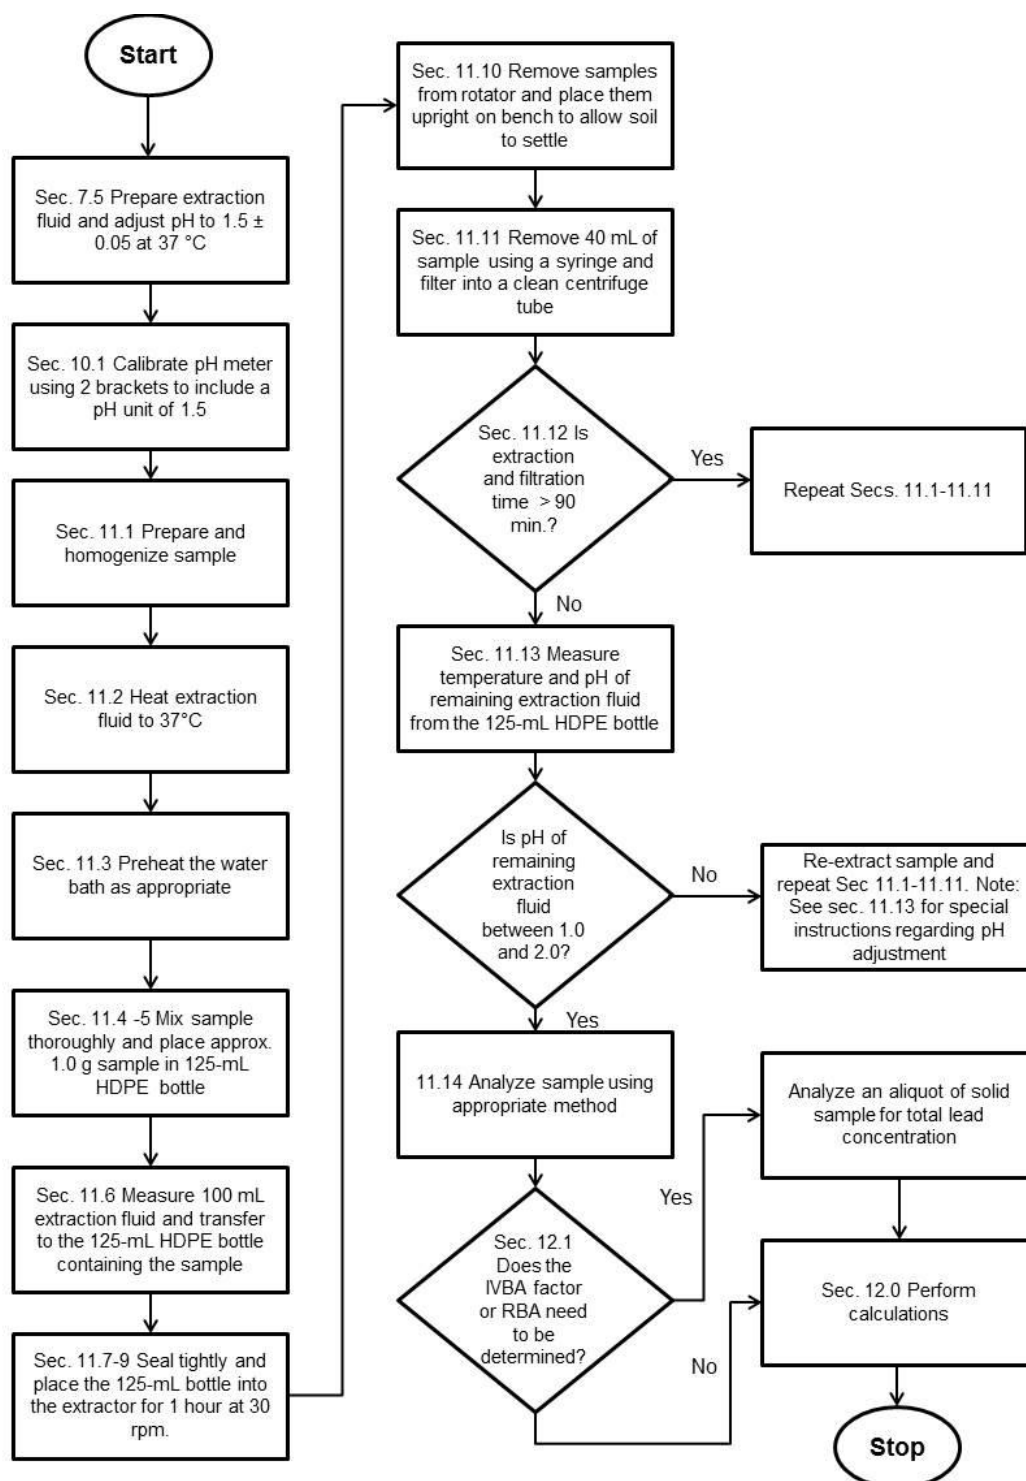 Start
Sec. 7.5 Prepare extraction
fluid and adjust pH to 1.5 ±
0.05 at 37 °C
Sec. 10.1 Calibrate pH meter
using 2 brackets to include a
pH unit of 1.5
Sec. 11.1 Prepare and
homogenize sample
Sec. 11.2 Heat extraction
fluid to 37°C
Sec. 11.3 Preheat the water
bath as appropriate
Sec. 11.4 -5 Mix sample
thoroughly and place approx.
1.0 g sample in 125-mL
HDPE bottle
Sec. 11.6 Measure 100 mL
extraction fluid and transfer
to the 125-mL HDPE bottle
containing the sample
Sec. 11.7-9 Seal tightly and
place the 125-mL bottle into
the extractor for 1 hour at 30
rpm.
Sec. 11.10 Remove samples
from rotator and place them
upright on bench to allow soil
to settle
Sec. 11.11 Remove 40 mL of
sample using a syringe and
filter into a clean centrifuge
tube
Sec. 11.12 Is
extraction
and filtration
time > 90
min.?
Yes
Repeat Secs. 11.1-11.11
No
Sec. 11.13 Measure
temperature and pH of
remaining extraction fluid
from the 125-mL HDPE bottle
Is pH of
remaining
extraction
fluid
between 1.0
and 2.0?
No
Re-extract sample and
repeat Sec 11.1-11.11. Note:
See sec. 11.13 for special
instructions regarding pH
adjustment
Yes
11.14 Analyze sample using
appropriate method
Sec. 12.1
Does the
IVBA factor
or RBA need
to be
determined?
Yes
Analyze an aliquot of solid
sample for total lead
concentration
No
Sec. 12.0 Perform
calculations
Stop